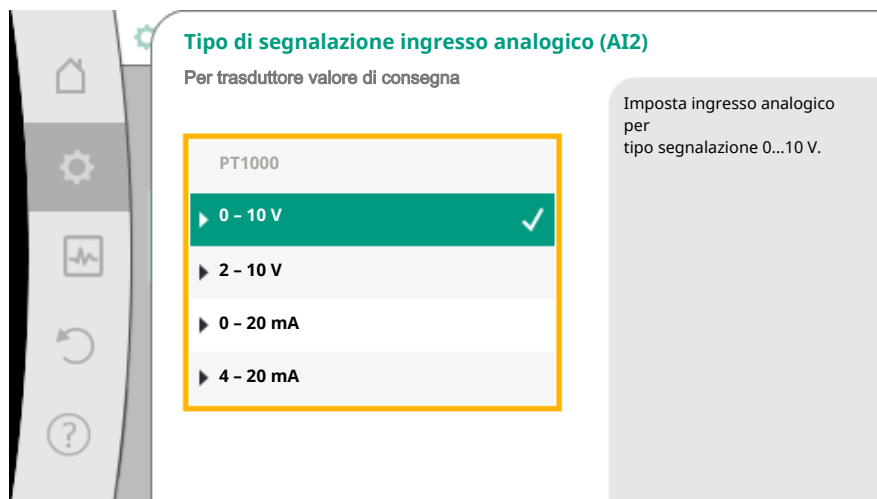 Tipo di segnalazione ingresso analogico (AI2)
Per trasduttore valore di consegna
PT1000
0 – 10 V
2 – 10 V
0 – 20 mA
4 – 20 mA
Imposta ingresso analogico
per
tipo segnalazione 0...10 V.
?